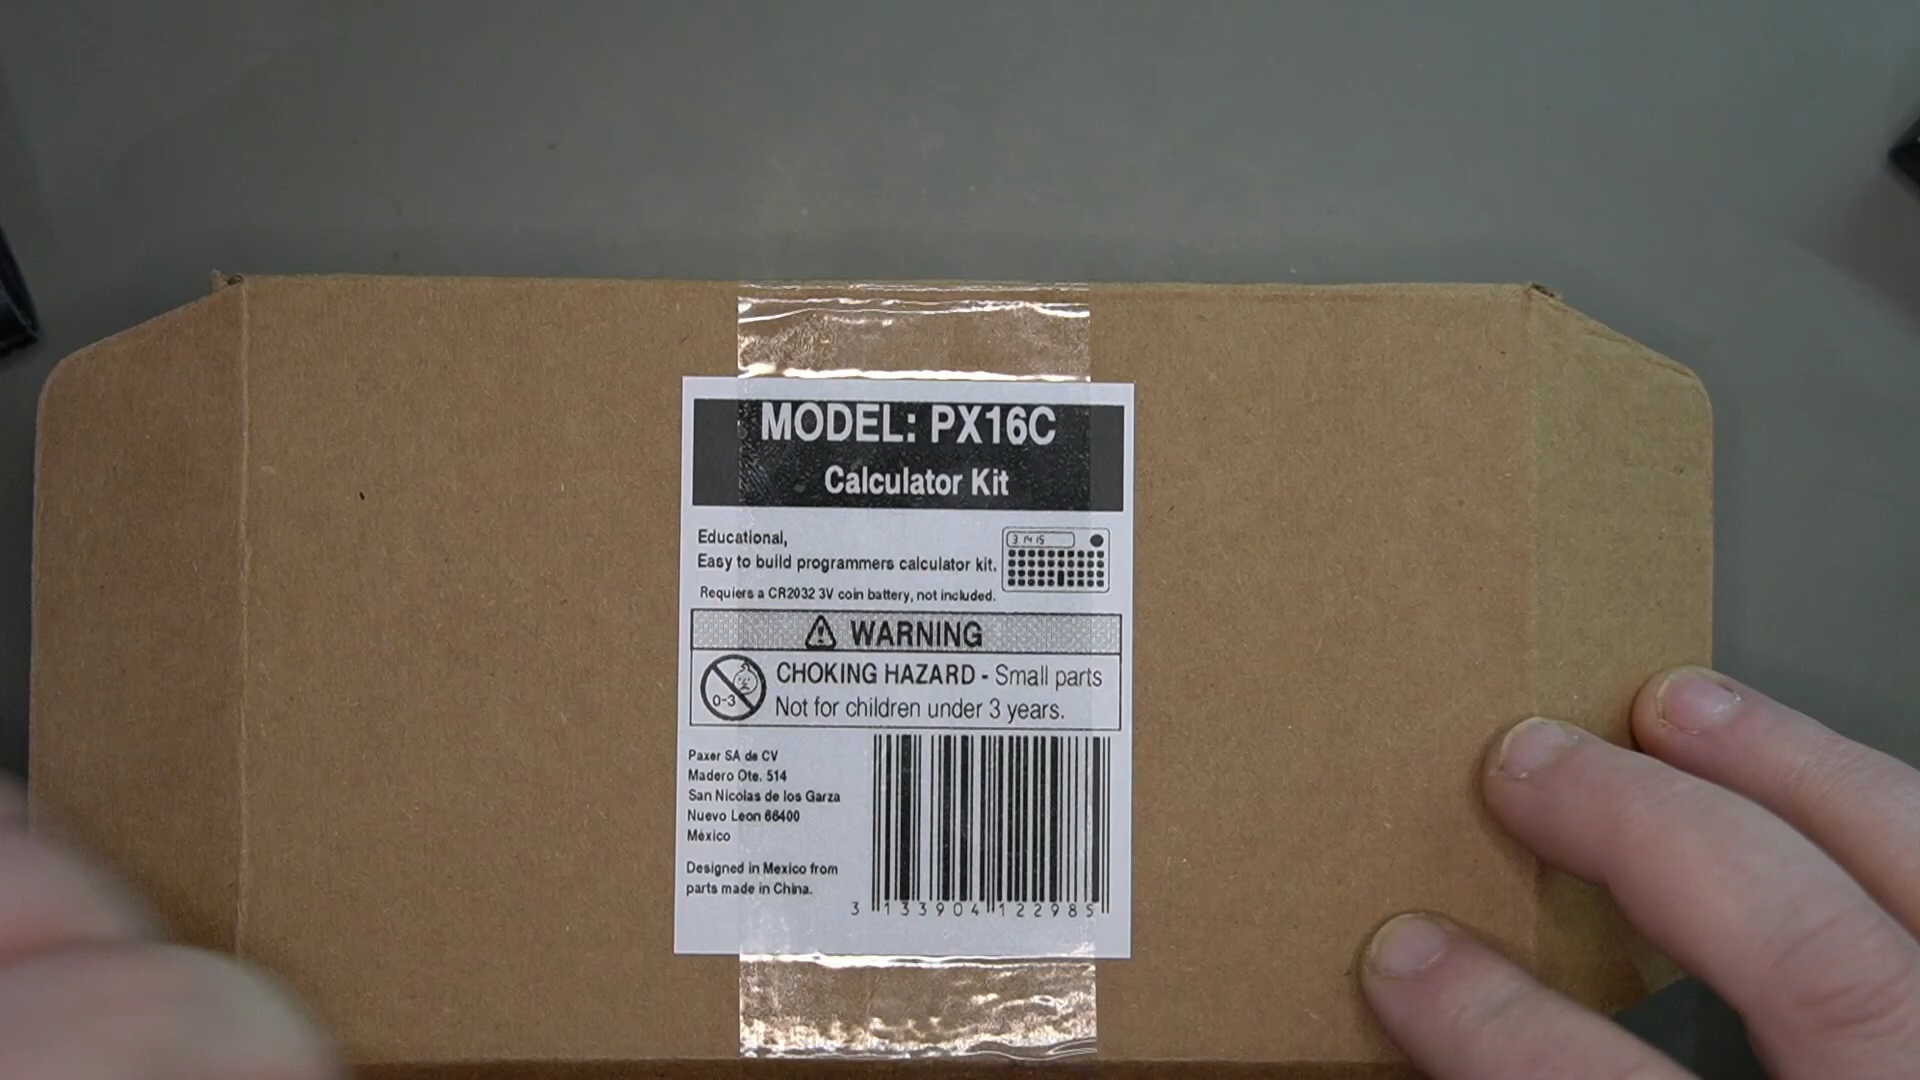 MODEL: PX16C
Calculator Kit
Educational,
Easy to build programmers calculator kit.
Requiers a CR2032 3V coin battery, not included.
3.1415
WARNING
0-3
CHOKING HAZARD - Small parts
Not for children under 3 years.
Paxer SA de CV
Madero Ote. 514
San Nicolas de los Garza
Nuevo Leon 66400
Mexico
Designed in Mexico from
parts made in China.
3 133904 122985